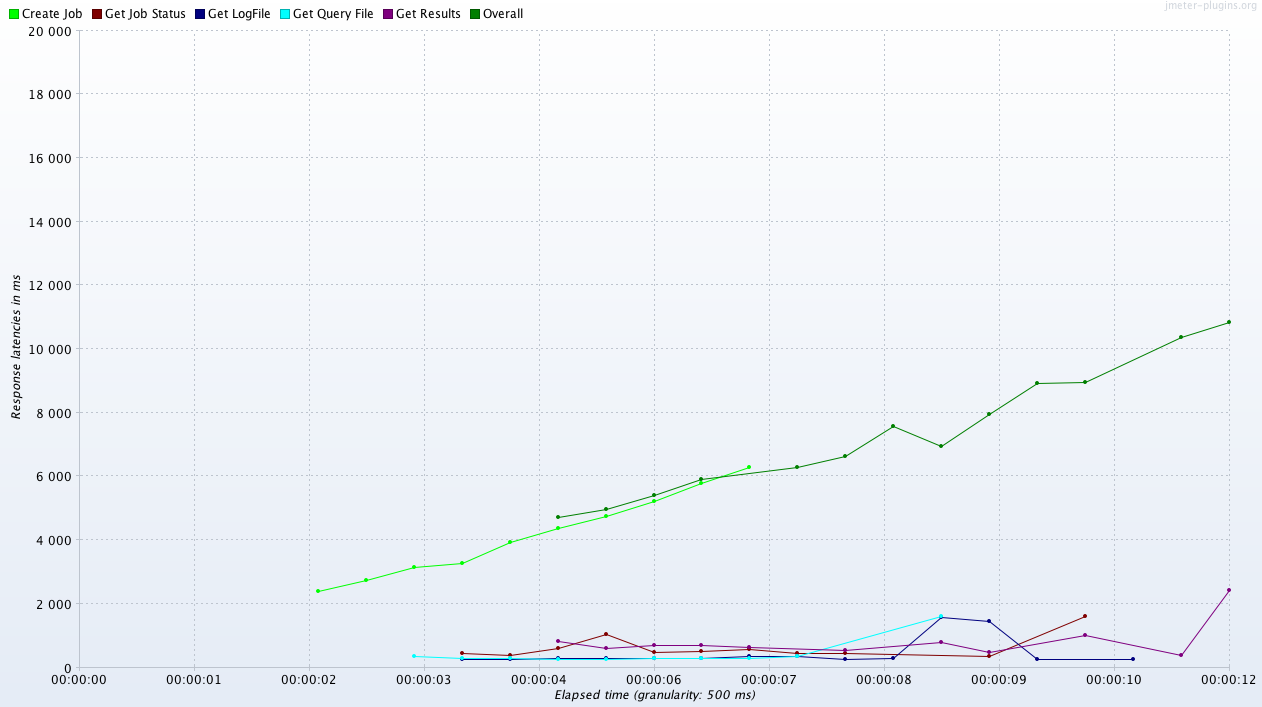 jmeter-plugins.org
Create Job Get Job Status Get LogFile Get Query File Get Results Overall
20 000
18 000
16 000
14 000
12 000
10 000
8 000
6 000
4 000
2 000
0
Response latencies in ms
00:00:00 00:00:01 00:00:02 00:00:03 00:00:04 00:00:06 00:00:07 00:00:08 00:00:09 00:00:10 00:00:12
Elapsed time (granularity: 500 ms)